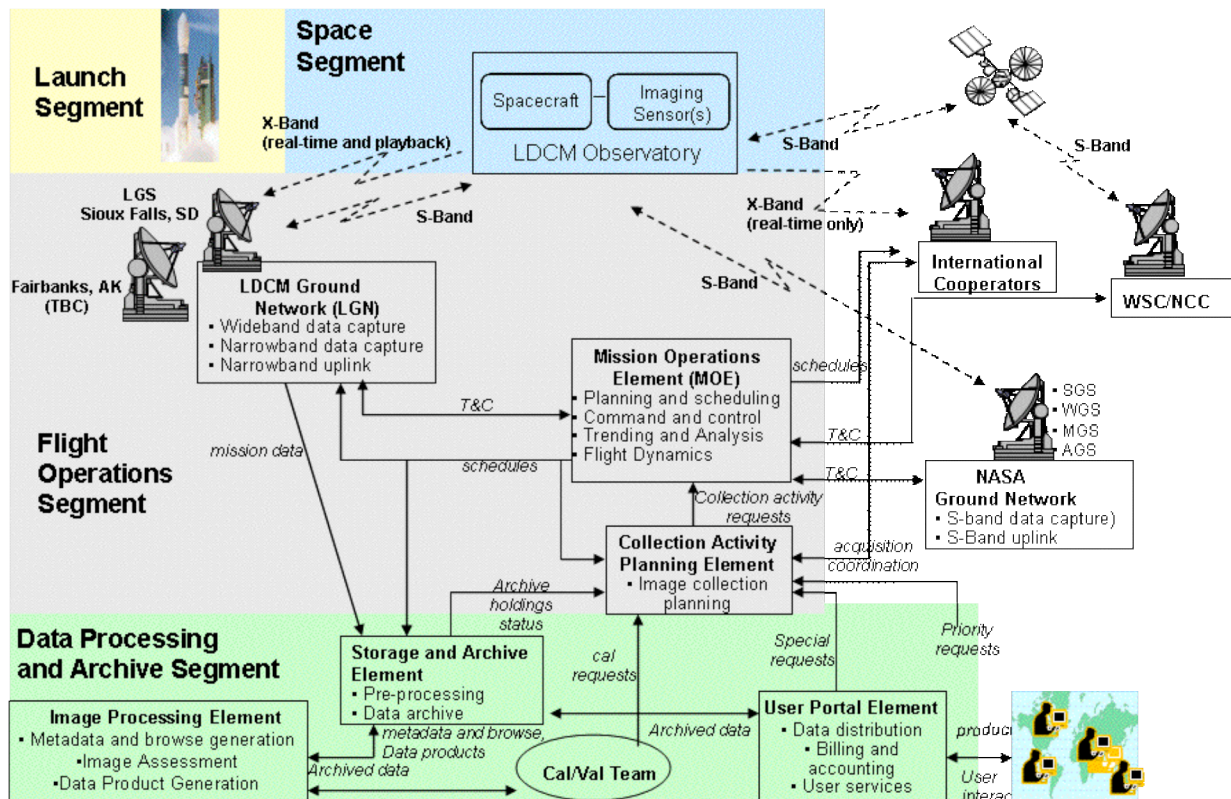 Launch
Segment
Space
Segment
Spacecraft
Imaging
Sensor(s)
LDCM Observatory
X-Band
(real-time and playback)
S-Band
S-Band
S-Band
LGS
Sioux Falls, SD
Fairbanks, AK
(TBC)
X-Band
(real-time only)
S-Band
International
Cooperators
WSC/NCC
LDCM Ground
Network (LGN)
▪ Wideband data capture
▪ Narrowband data capture
▪ Narrowband uplink
Mission Operations
Element (MOE)
▪ Planning and scheduling
▪ Command and control
▪ Trending and Analysis
▪ Flight Dynamics
schedules
T&C
T&C
T&C
▪ SGS
▪ WGS
▪ MGS
▪ AGS
NASA
Ground Network
▪ S-band data capture)
▪ S-Band uplink
Flight
Operations
Segment
mission data
schedules
Collection activity
requests
Collection Activity
Planning Element
▪ Image collection
planning
acquisition
coordination
Archive
holdings
status
cal
requests
Special
requests
Priority
requests
Data Processing
and Archive Segment
Storage and Archive
Element
▪ Pre-processing
▪ Data archive
Image Processing Element
▪ Metadata and browse generation
▪Image Assessment
▪Data Product Generation
metadata and browse,
Data products
Archived data
Archived data
Cal/Val Team
User Portal Element
▪ Data distribution
▪ Billing and
accounting
▪ User services
produc
User
interac